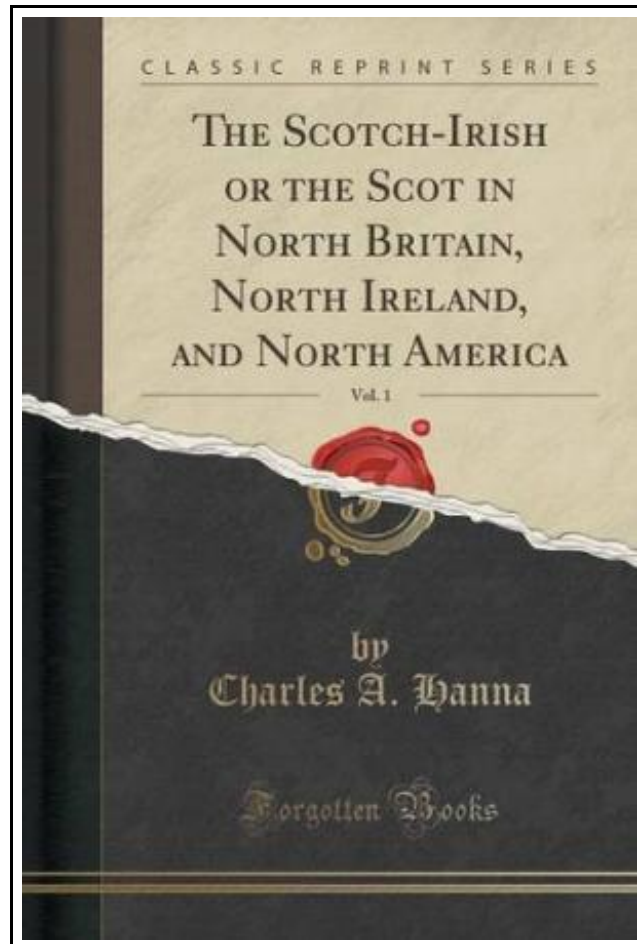 CLASSIC REPRINT SERIES
THE SCOTCH-IRISH
OR THE SCOT IN
NORTH BRITAIN,
NORTH IRELAND,
AND NORTH AMERICA
Vol. 1
by
Charles A. Hanna
Forgotten Books